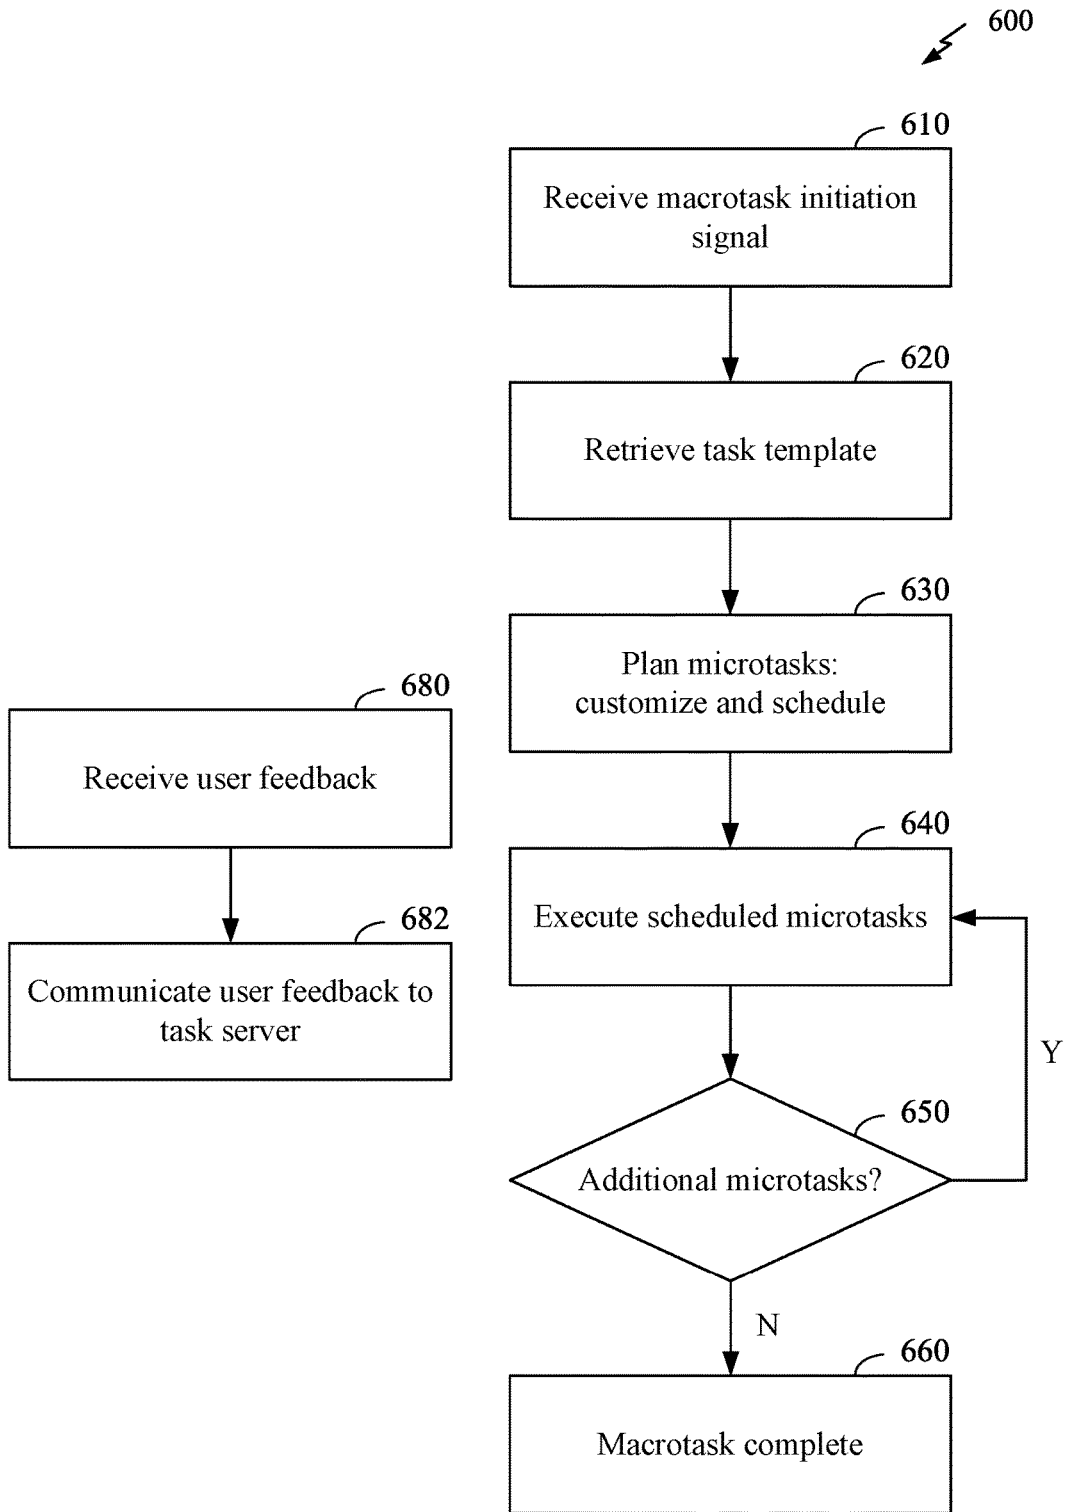 600
610
Receive macrotask initiation
signal
620
Retrieve task template
630
Plan microtasks:
customize and schedule
680
Receive user feedback
640
Execute scheduled microtasks
682
Communicate user feedback to
task server
Y
650
Additional microtasks?
N
660
Macrotask complete